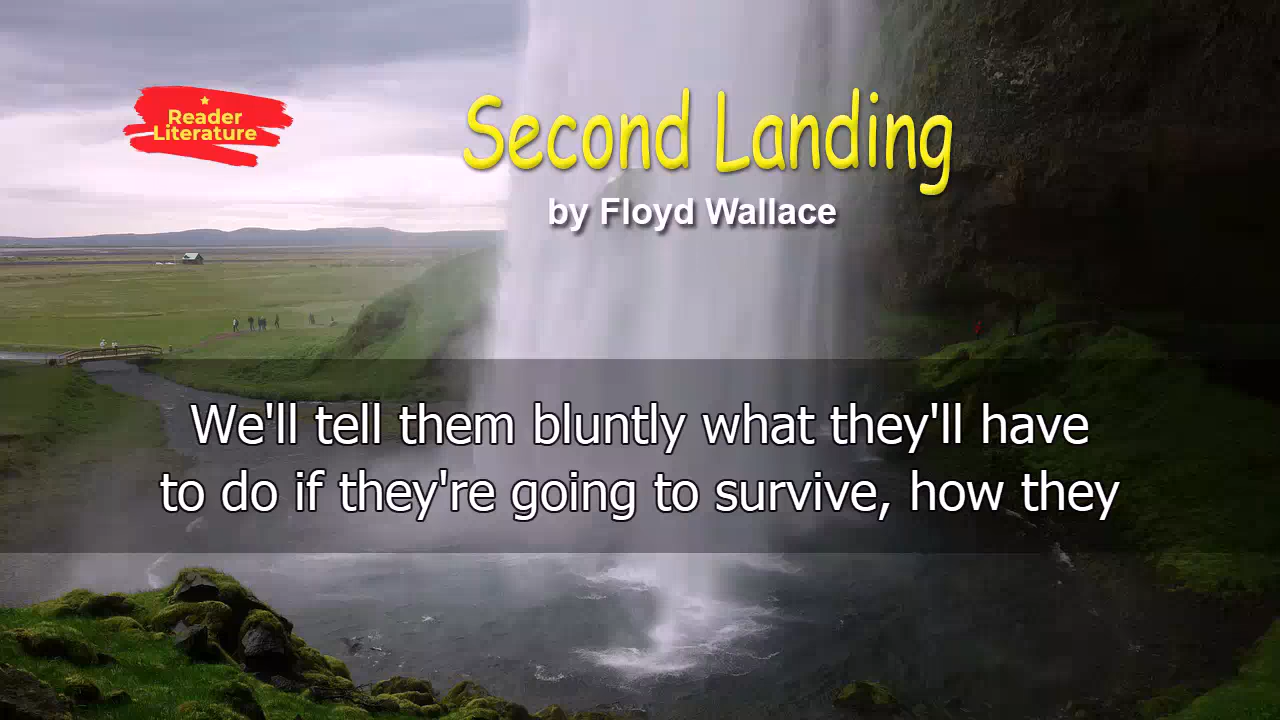 Reader
Literature
Second Landing
by Floyd Wallace
We'll tell them bluntly what they'll have
to do if they're going to survive, how they